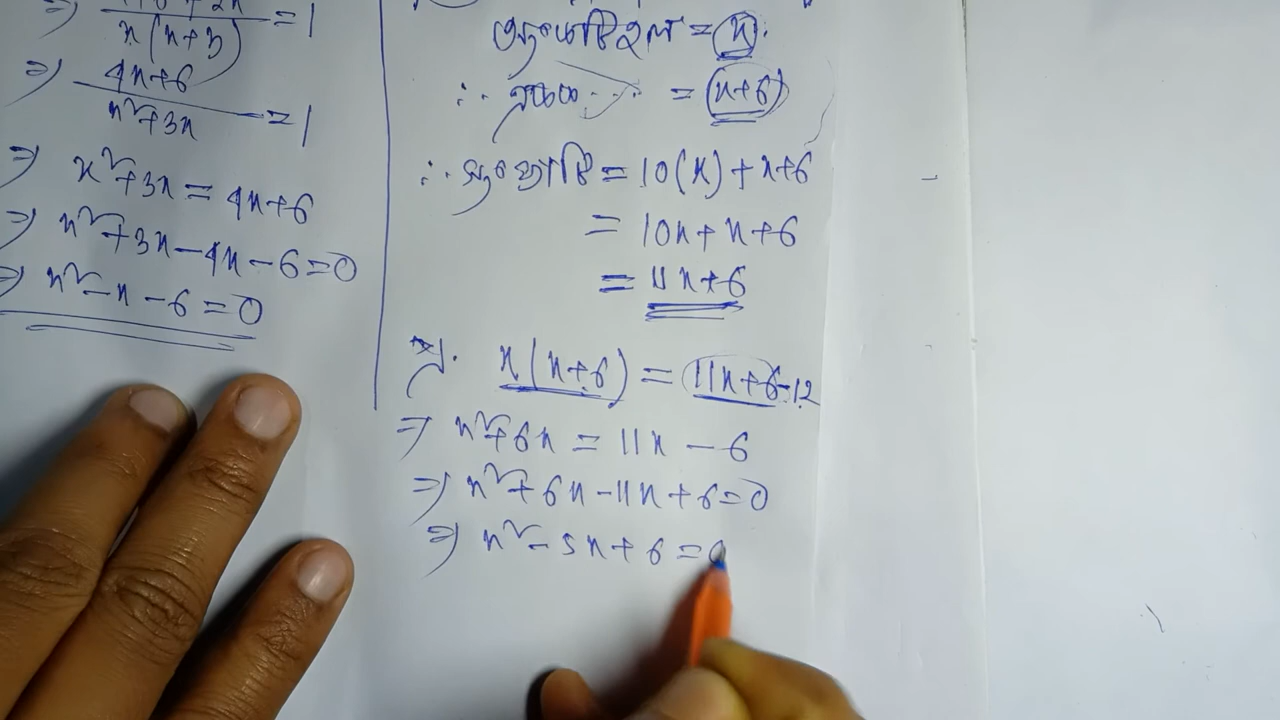 x(x+3) = 1
⇒ 4x+6 / x²+3x = 1
⇒ x²+3x = 4x+6
⇒ x²+3x-4x-6=0
⇒ x²-x-6=0
= x.
∴ = (x+6)
∴ সংখ্যাটি = 10(x)+x+6
= 10x+x+6
= 11x+6
x(x+6) = 11x+6-12
⇒ x²+6x = 11x-6
⇒ x²+6x-11x+6=0
⇒ x²-5x+6=0